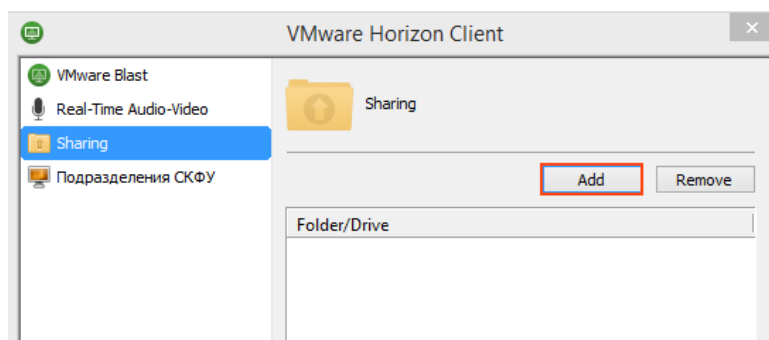 VMware Horizon Client
VMware Blast
Real-Time Audio-Video
Sharing
Подразделения СКФУ
Sharing
Add
Remove
Folder/Drive